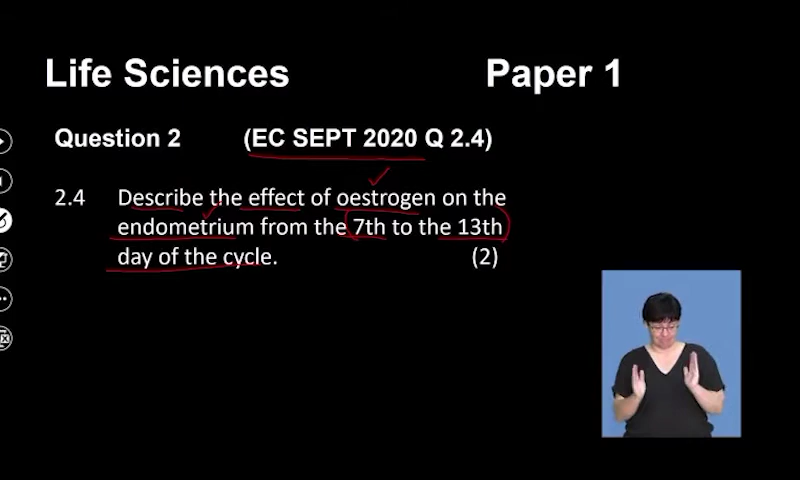 Life Sciences Paper 1
Question 2 (EC SEPT 2020 Q 2.4)
2.4 Describe the effect of oestrogen on the
endometrium from the 7th to the 13th
day of the cycle. (2)